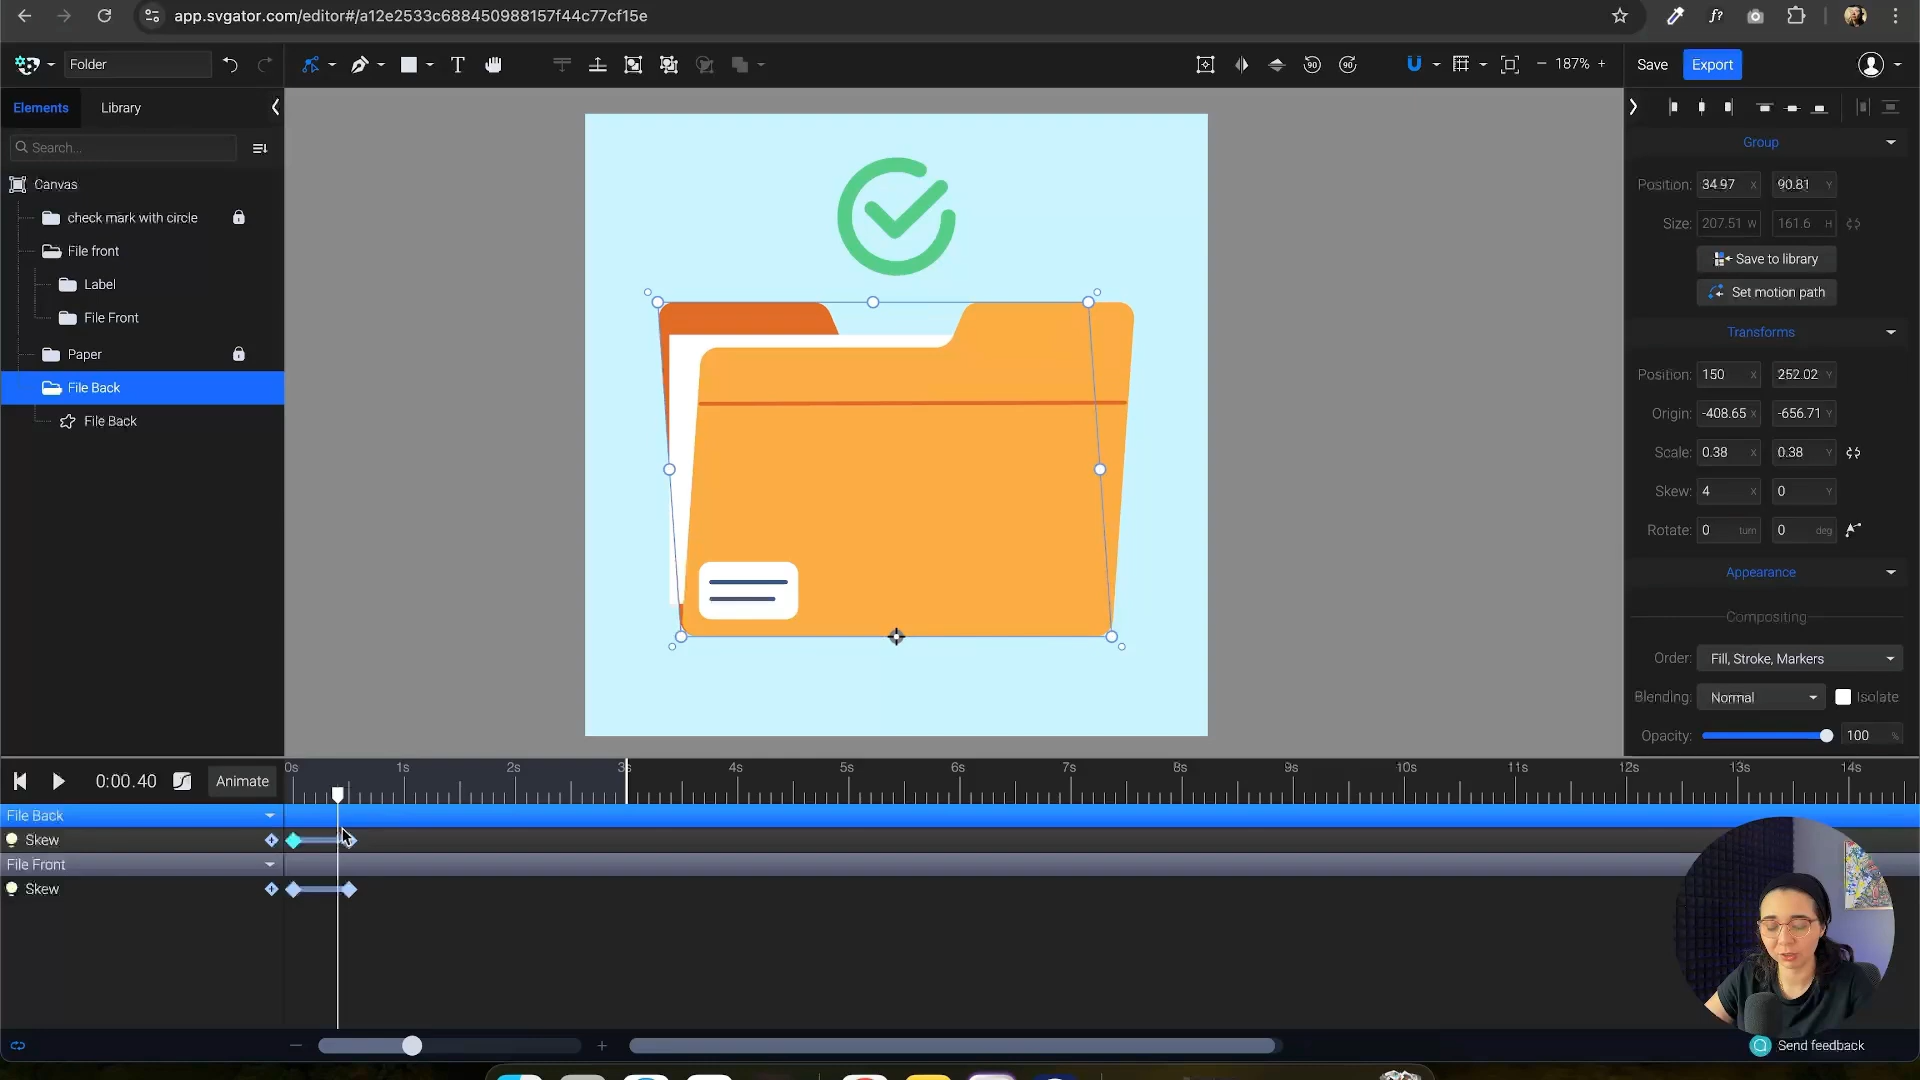 app.svgator.com/editor#/a12e2533c688450988157f44c77cf15e
Folder
T
187%
Save
Export
Elements
Library
Search...
Canvas
check mark with circle
File front
Label
File Front
Paper
File Back
File Back
Group
Position: 34.97 X 90.81 Y
Size: 207.51 W 161.6 H
Save to library
Set motion path
Transforms
Position: 150 X 252.02 Y
Origin: -408.65 X -656.71 Y
Scale: 0.38 X 0.38 Y
Skew: 4 X 0 Y
Rotate: 0 turn 0 deg
Appearance
Compositing
Order: Fill, Stroke, Markers
Blending: Normal Isolate
Opacity: 100 %
0:00.40
Animate
0s 1s 2s 3s 4s 5s 6s 7s 8s 9s 10s 11s 12s 13s 14s
File Back
Skew
File Front
Skew
Send feedback